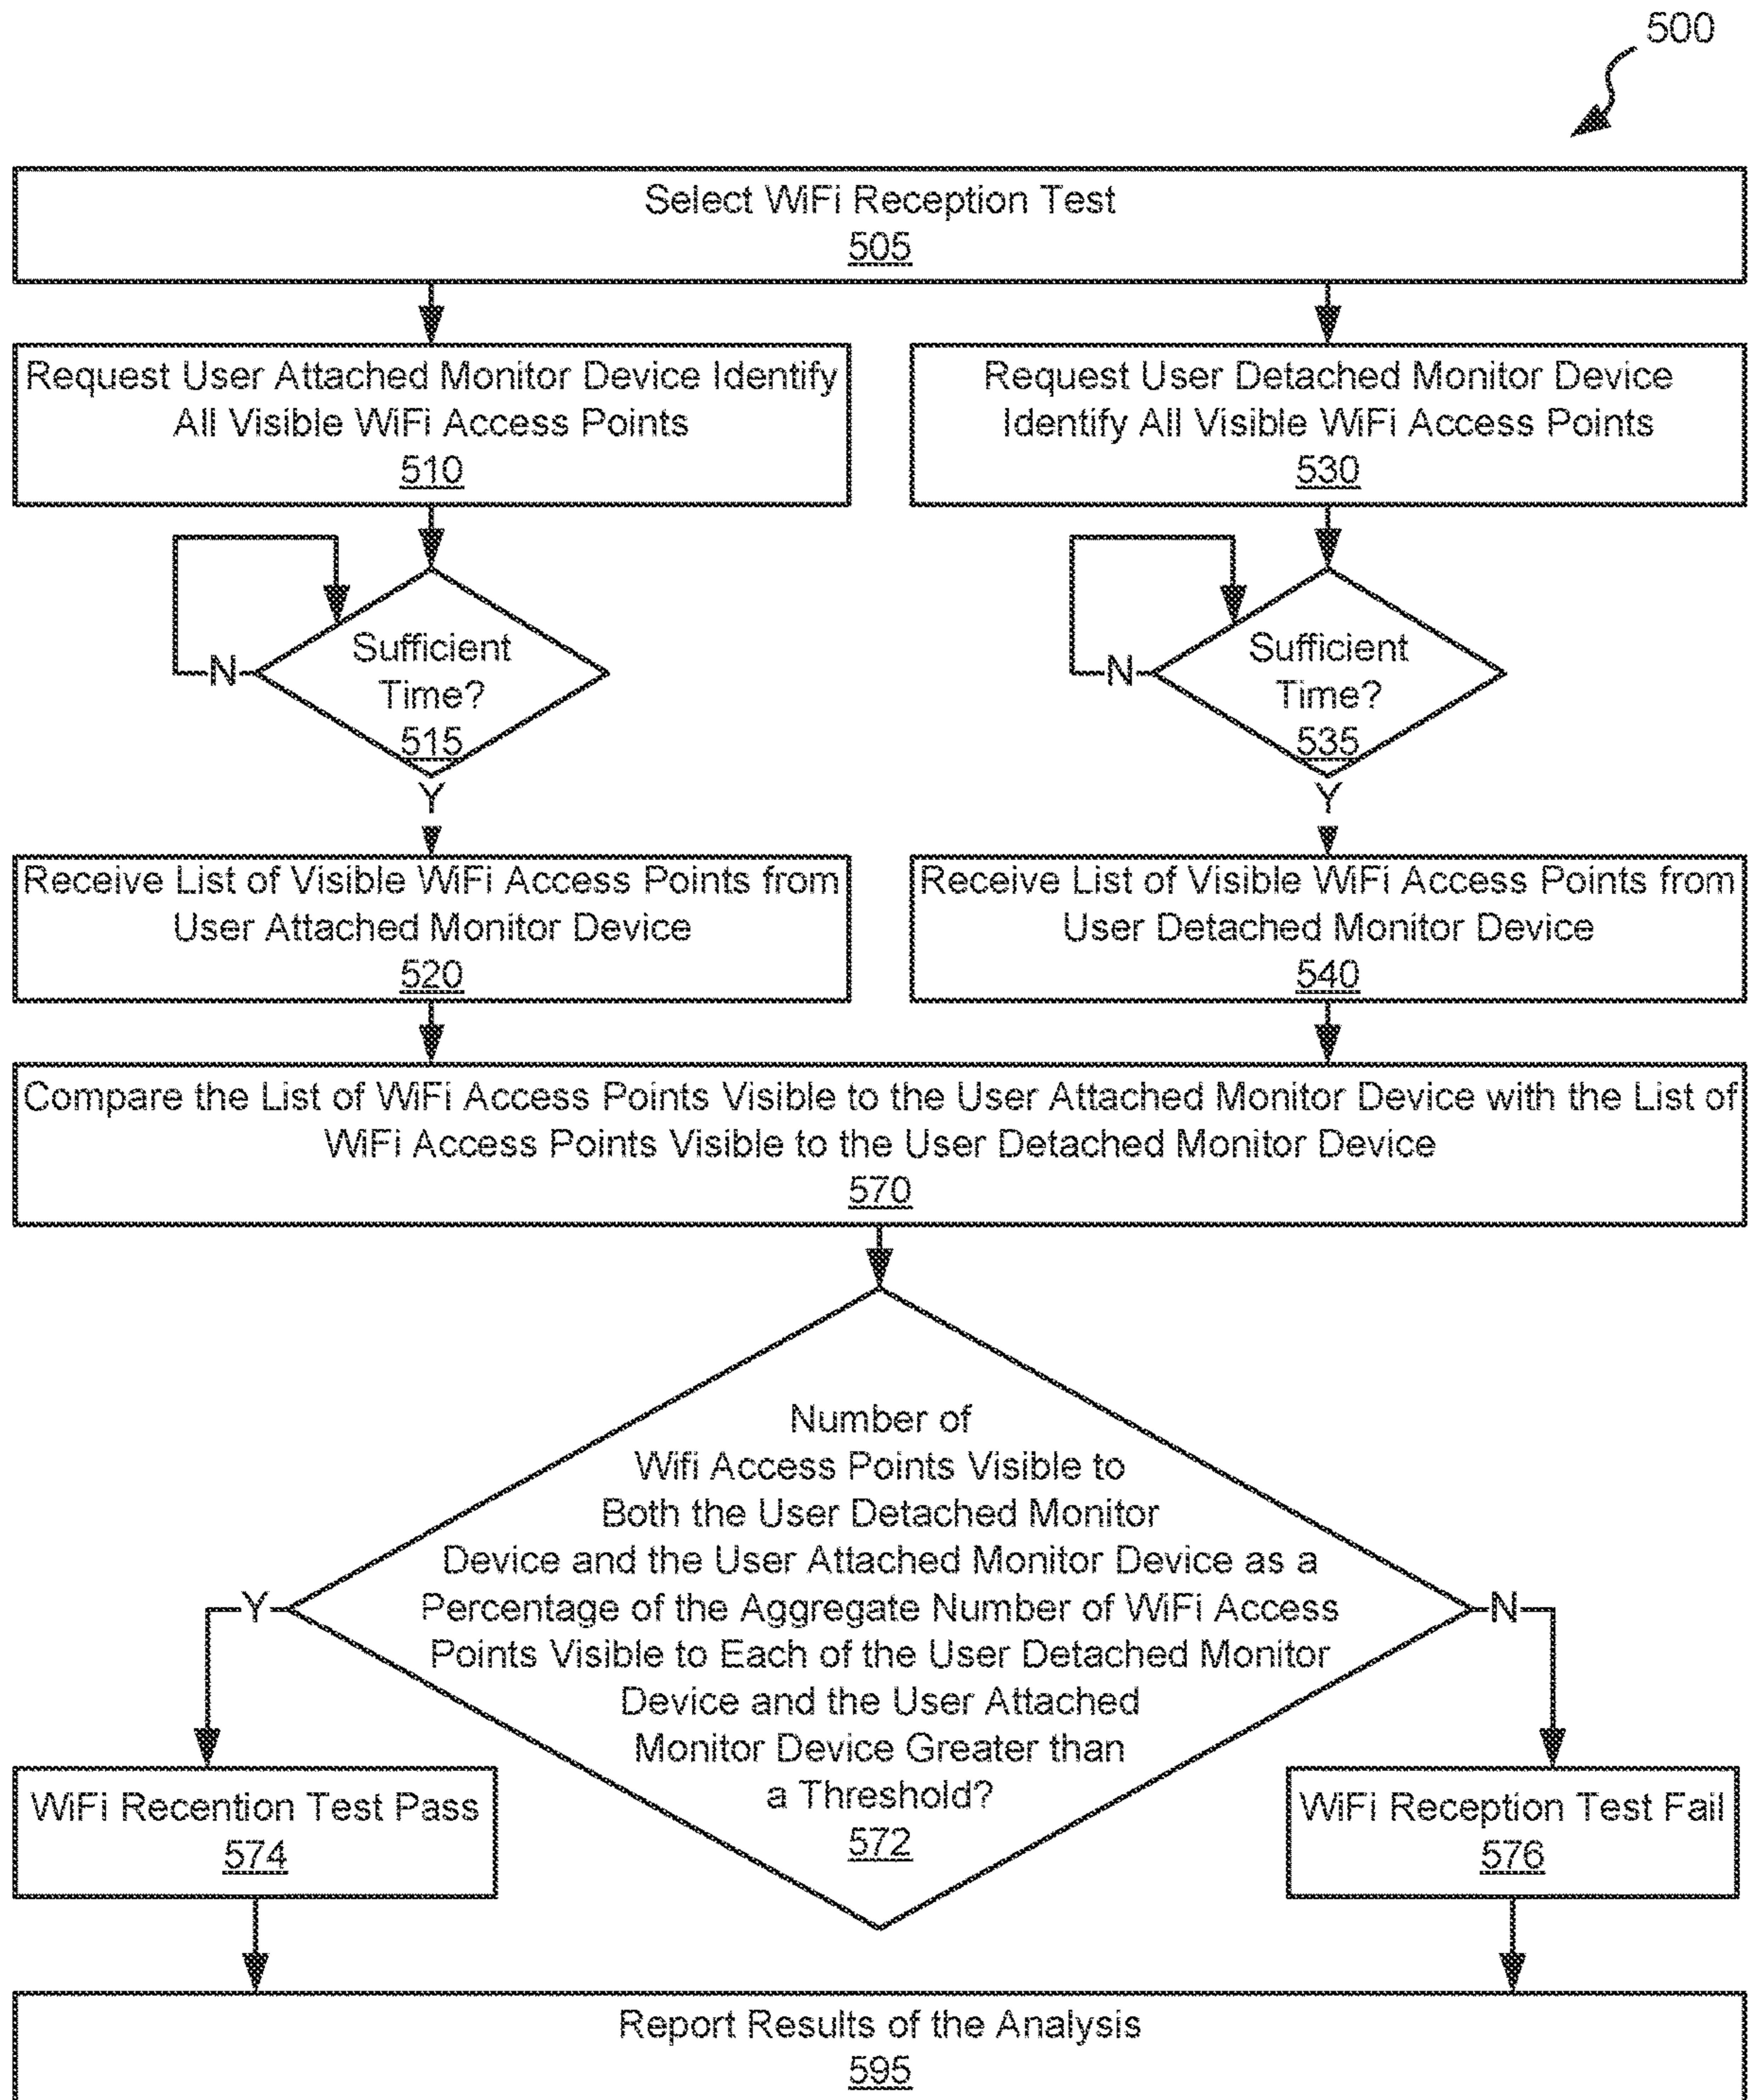 500
Select WiFi Reception Test
505
Request User Attached Monitor Device Identify
All Visible WiFi Access Points
510
Request User Detached Monitor Device
Identify All Visible WiFi Access Points
530
Sufficient
Time?
515
N
Y
Sufficient
Time?
535
N
Y
Receive List of Visible WiFi Access Points from
User Attached Monitor Device
520
Receive List of Visible WiFi Access Points from
User Detached Monitor Device
540
Compare the List of WiFi Access Points Visible to the User Attached Monitor Device with the List of
WiFi Access Points Visible to the User Detached Monitor Device
570
Number of
Wifi Access Points Visible to
Both the User Detached Monitor
Device and the User Attached Monitor Device as a
Percentage of the Aggregate Number of WiFi Access
Points Visible to Each of the User Detached Monitor
Device and the User Attached
Monitor Device Greater than
a Threshold?
572
Y
N
WiFi Recention Test Pass
574
WiFi Reception Test Fail
576
Report Results of the Analysis
595